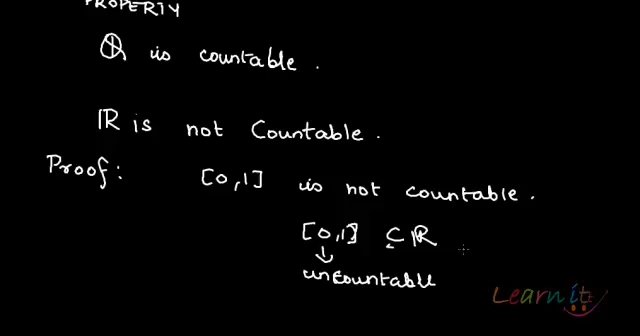 PROPERTY
ℚ is countable.
ℝ is not Countable.
Proof: [0,1] is not countable.
[0,1] ⊂ ℝ
↓
uncountable
Learnit